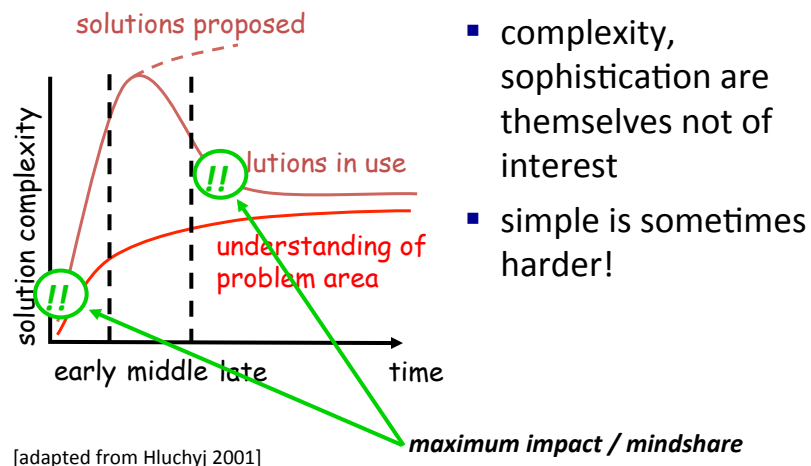 solutions proposed
solution complexity
!!
lutions in use
!!
understanding of
problem area
early middle late
time
[adapted from Hluchyj 2001]
maximum impact / mindshare
▪ complexity,
sophistication are
themselves not of
interest
▪ simple is sometimes
harder!